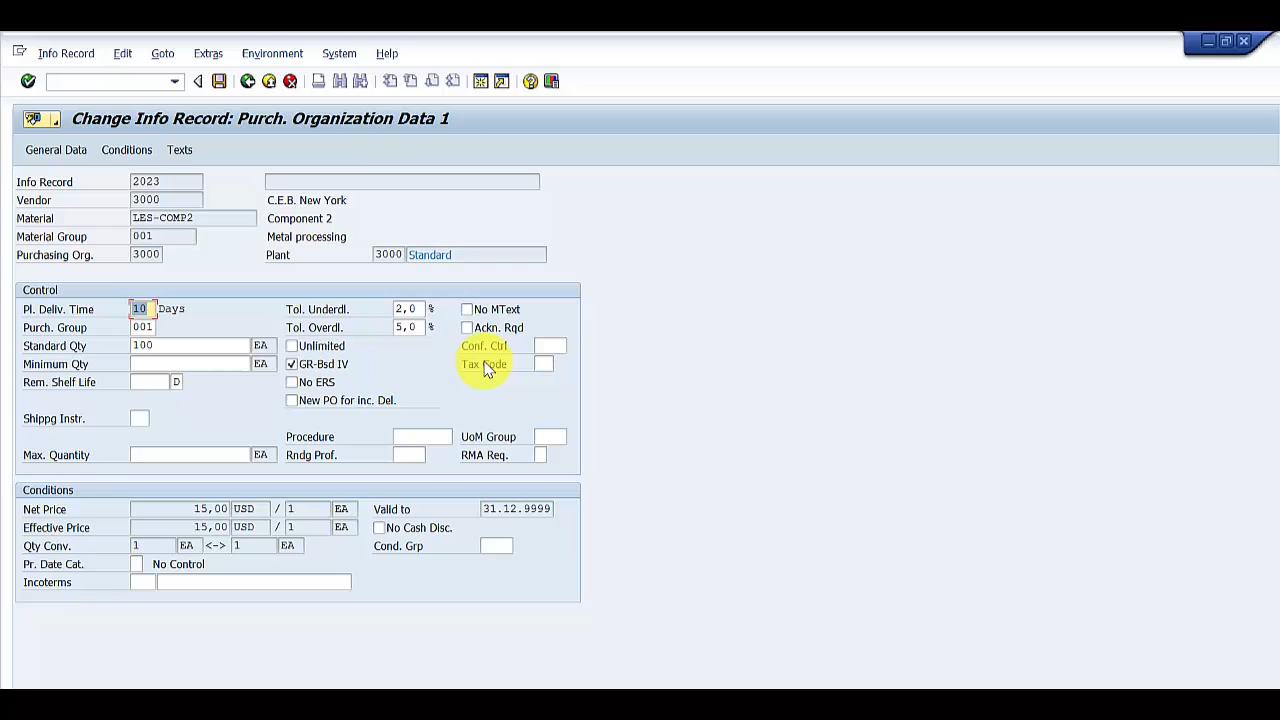 Info Record Edit Goto Extras Environment System Help
Change Info Record: Purch. Organization Data 1
General Data Conditions Texts
Info Record 2023
Vendor 3000 C.E.B. New York
Material LES-COMP2 Component 2
Material Group 001 Metal processing
Purchasing Org. 3000 Plant 3000 Standard
Control
Pl. Deliv. Time 10 Days Tol. Underdl. 2,0 % No MText
Purch. Group 001 Tol. Overdl. 5,0 % Ackn. Rqd
Standard Qty 100 EA Unlimited Conf. Ctrl
Minimum Qty EA GR-Bsd IV Tax Code
Rem. Shelf Life D No ERS
New PO for inc. Del.
Shippg Instr.
Procedure UoM Group
Max. Quantity EA Rndg Prof. RMA Req.
Conditions
Net Price 15,00 USD / 1 EA Valid to 31.12.9999
Effective Price 15,00 USD / 1 EA No Cash Disc.
Qty Conv. 1 EA <-> 1 EA Cond. Grp
Pr. Date Cat. No Control
Incoterms